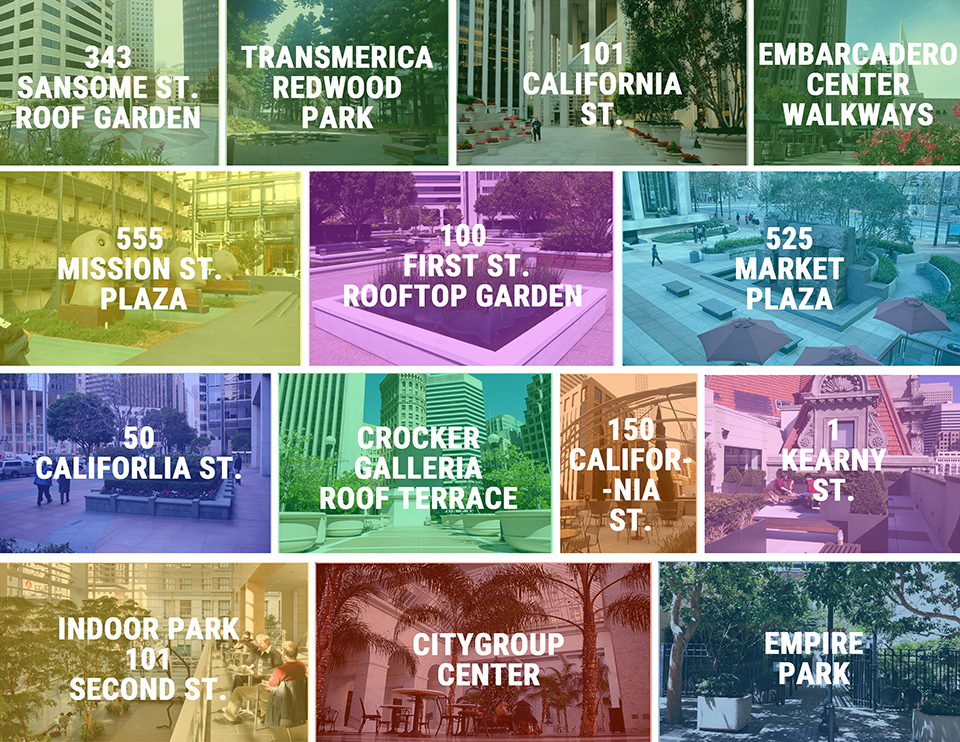 343
SANSOME ST.
ROOF GARDEN
TRANSMERICA
REDWOOD
PARK
101
CALIFORNIA
ST.
EMBARCADERO
CENTER
WALKWAYS
555
MISSION ST.
PLAZA
100
FIRST ST.
ROOFTOP GARDEN
525
MARKET
PLAZA
50
CALIFORLIA ST.
CROCKER
GALLERIA
ROOF TERRACE
150
CALIFOR-
-NIA
ST.
1
KEARNY
ST.
INDOOR PARK
101
SECOND ST.
CITYGROUP
CENTER
EMPIRE
PARK